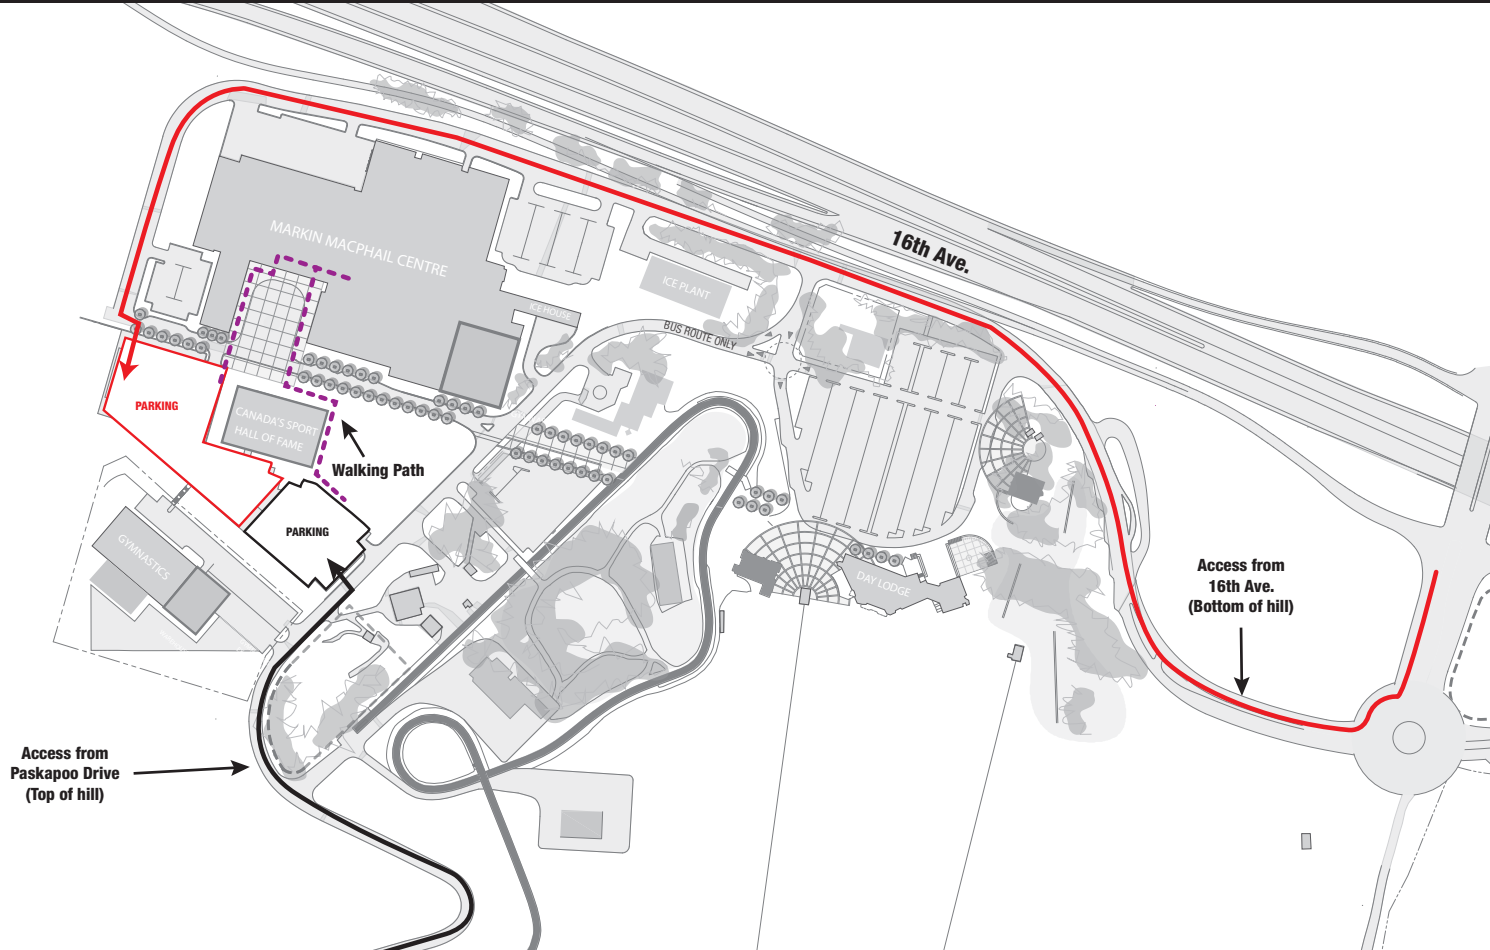 16th Ave.
MARKIN MACPHAIL CENTRE
ICE PLANT
ICE HOUSE
BUS ROUTE ONLY
PARKING
CANADA'S SPORT
HALL OF FAME
Walking Path
PARKING
GYMNASTICS
DAY LODGE
Access from
16th Ave.
(Bottom of hill)
Access from
Paskapoo Drive
(Top of hill)